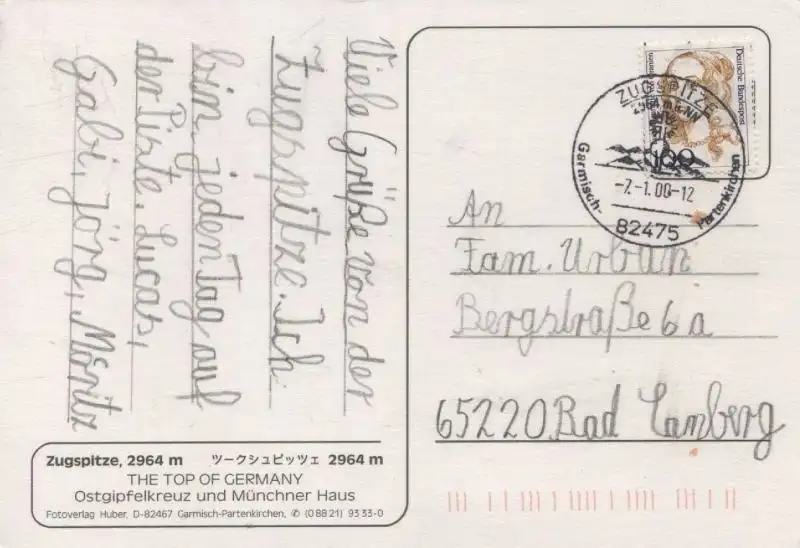 Viele Grüße von der
Zugspitze. Ich
bin jeden Tag auf
der Piste. Lucas,
Gabi, Jörg, Moritz
Zugspitze, 2964 m ツークシュピッツェ 2964 m
THE TOP OF GERMANY
Ostgipfelkreuz und Münchner Haus
Fotoverlag Huber, D-82467 Garmisch-Partenkirchen, ✆ (0 88 21) 93 33-0
Deutsche Bundespost
100
ZUGSPITZE
Garmisch-Partenkirchen
-7.-1.00-12
82475
An
Fam. Urban
Bergstraße 6 a
65220 Bad Camberg